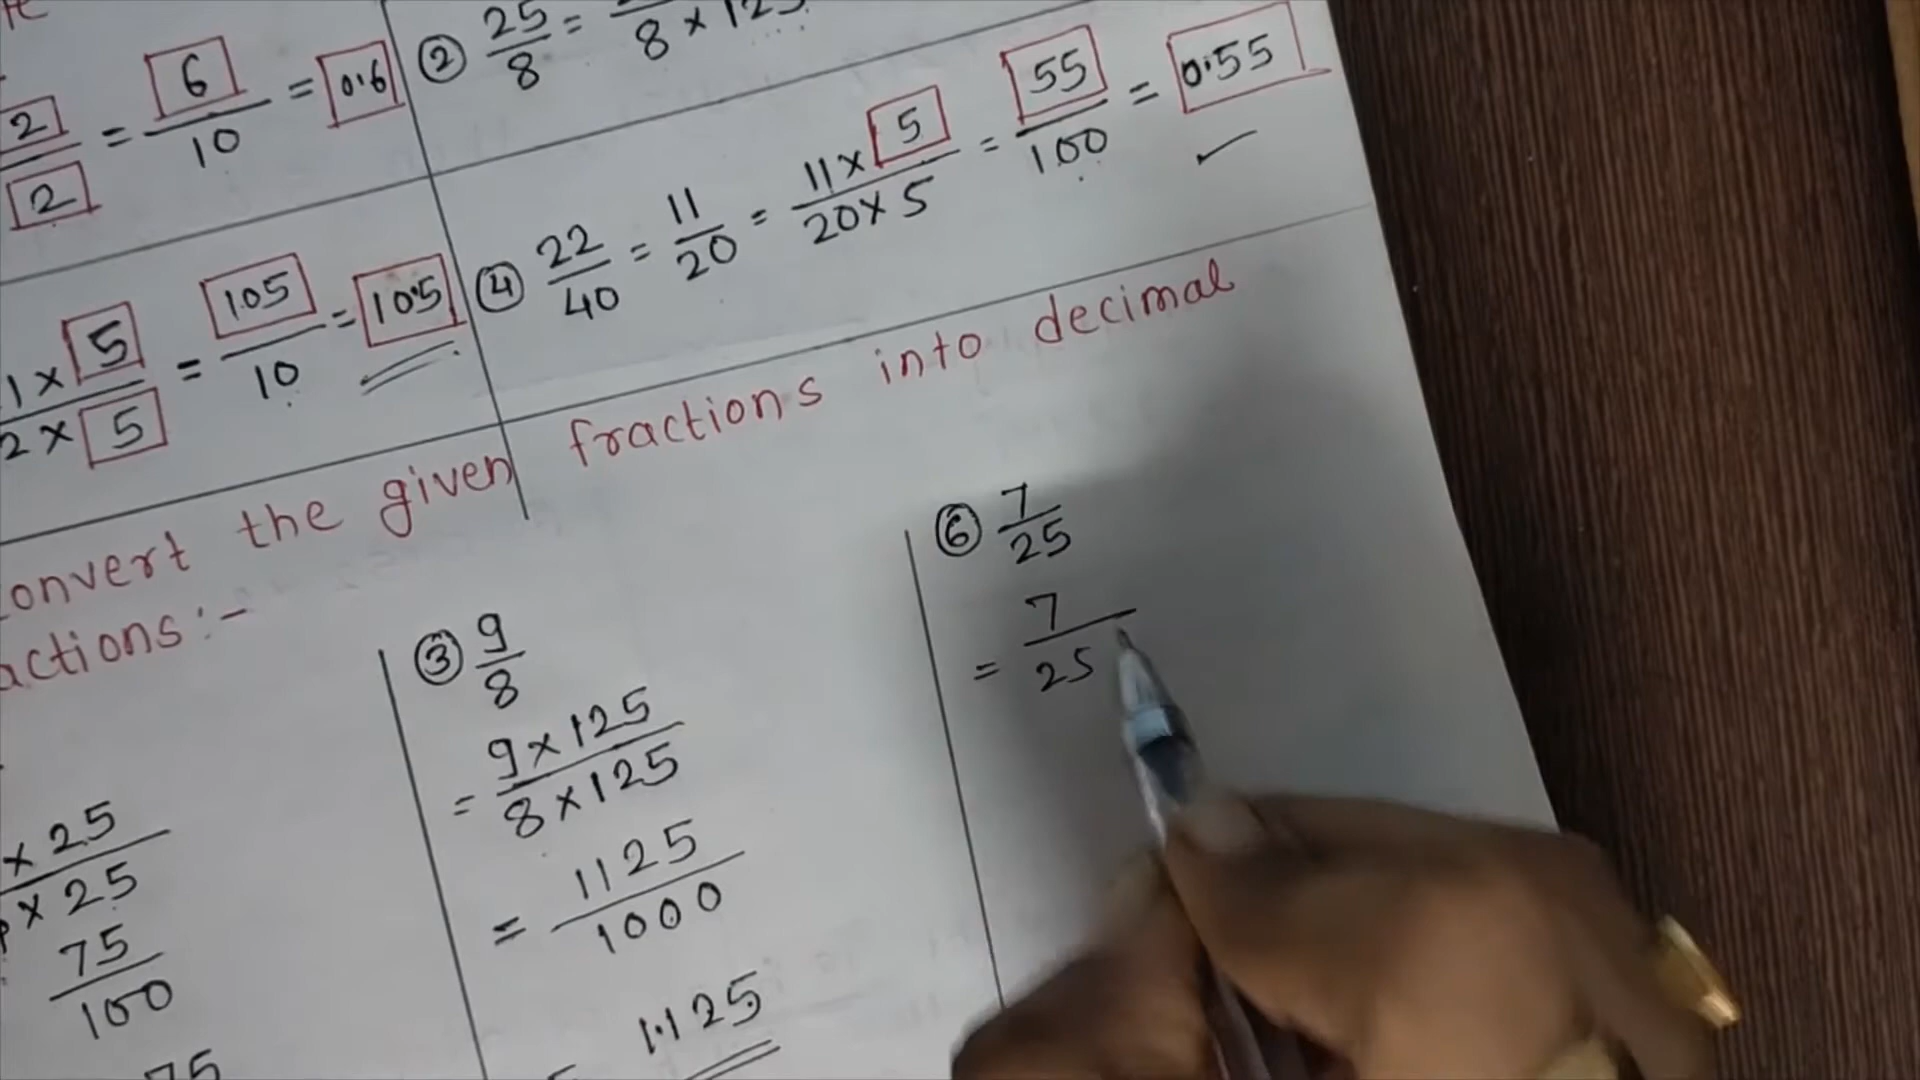 2/2 = 6/10 = 0.6
② 25/8 = 8 × 125
1 × 5 / 2 × 5 = 105/10 = 10.5
④ 22/40 = 11/20 = 11 × 5 / 20 × 5 = 55/100 = 0.55
convert the given fractions into decimal
actions :-
× 25 / × 25
75/100
75
③ 9/8
= 9 × 125 / 8 × 125
= 1125/1000
= 1.125
⑥ 7/25
= 7/25